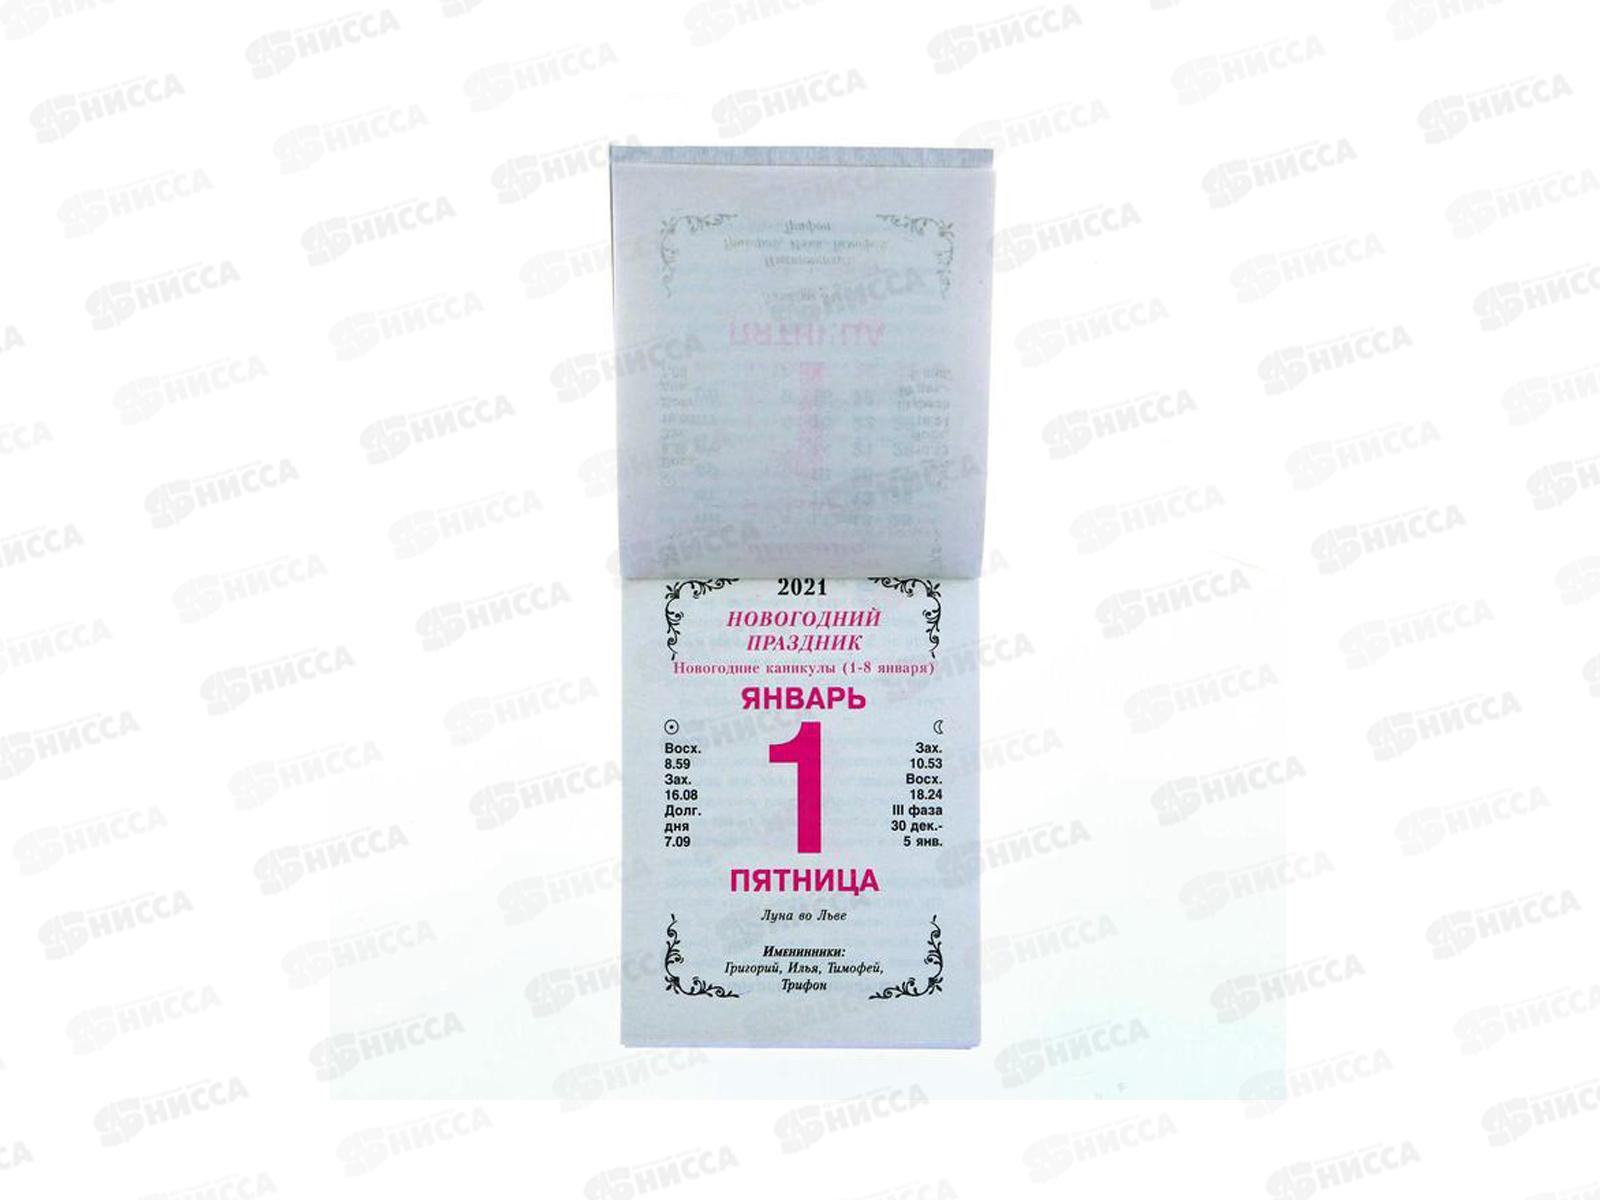 2021
НОВОГОДНИЙ
ПРАЗДНИК
Новогодние каникулы (1-8 января)
ЯНВАРЬ
1
Восх.
8.59
Зах.
16.08
Долг.
дня
7.09
Зах.
10.53
Восх.
18.24
III фаза
30 дек.-
5 янв.
ПЯТНИЦА
Луна во Льве
Именинники:
Григорий, Илья, Тимофей,
Трифон
НИССА